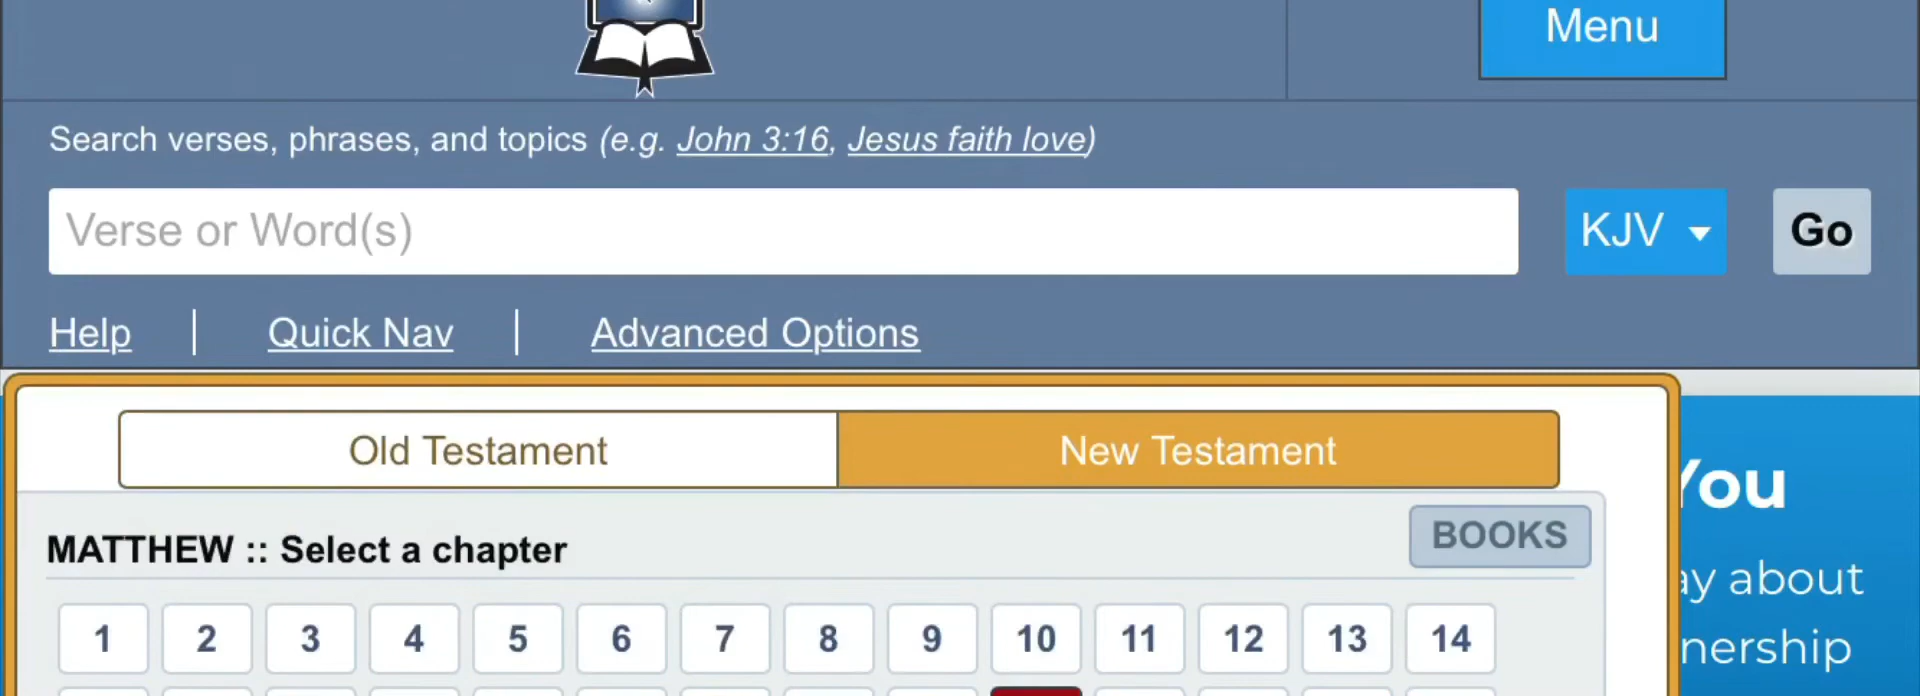 Menu
Search verses, phrases, and topics (e.g. John 3:16, Jesus faith love)
Verse or Word(s)
KJV
Go
Help
Quick Nav
Advanced Options
Old Testament
New Testament
You
MATTHEW :: Select a chapter
BOOKS
about
1 2 3 4 5 6 7 8 9 10 11 12 13 14